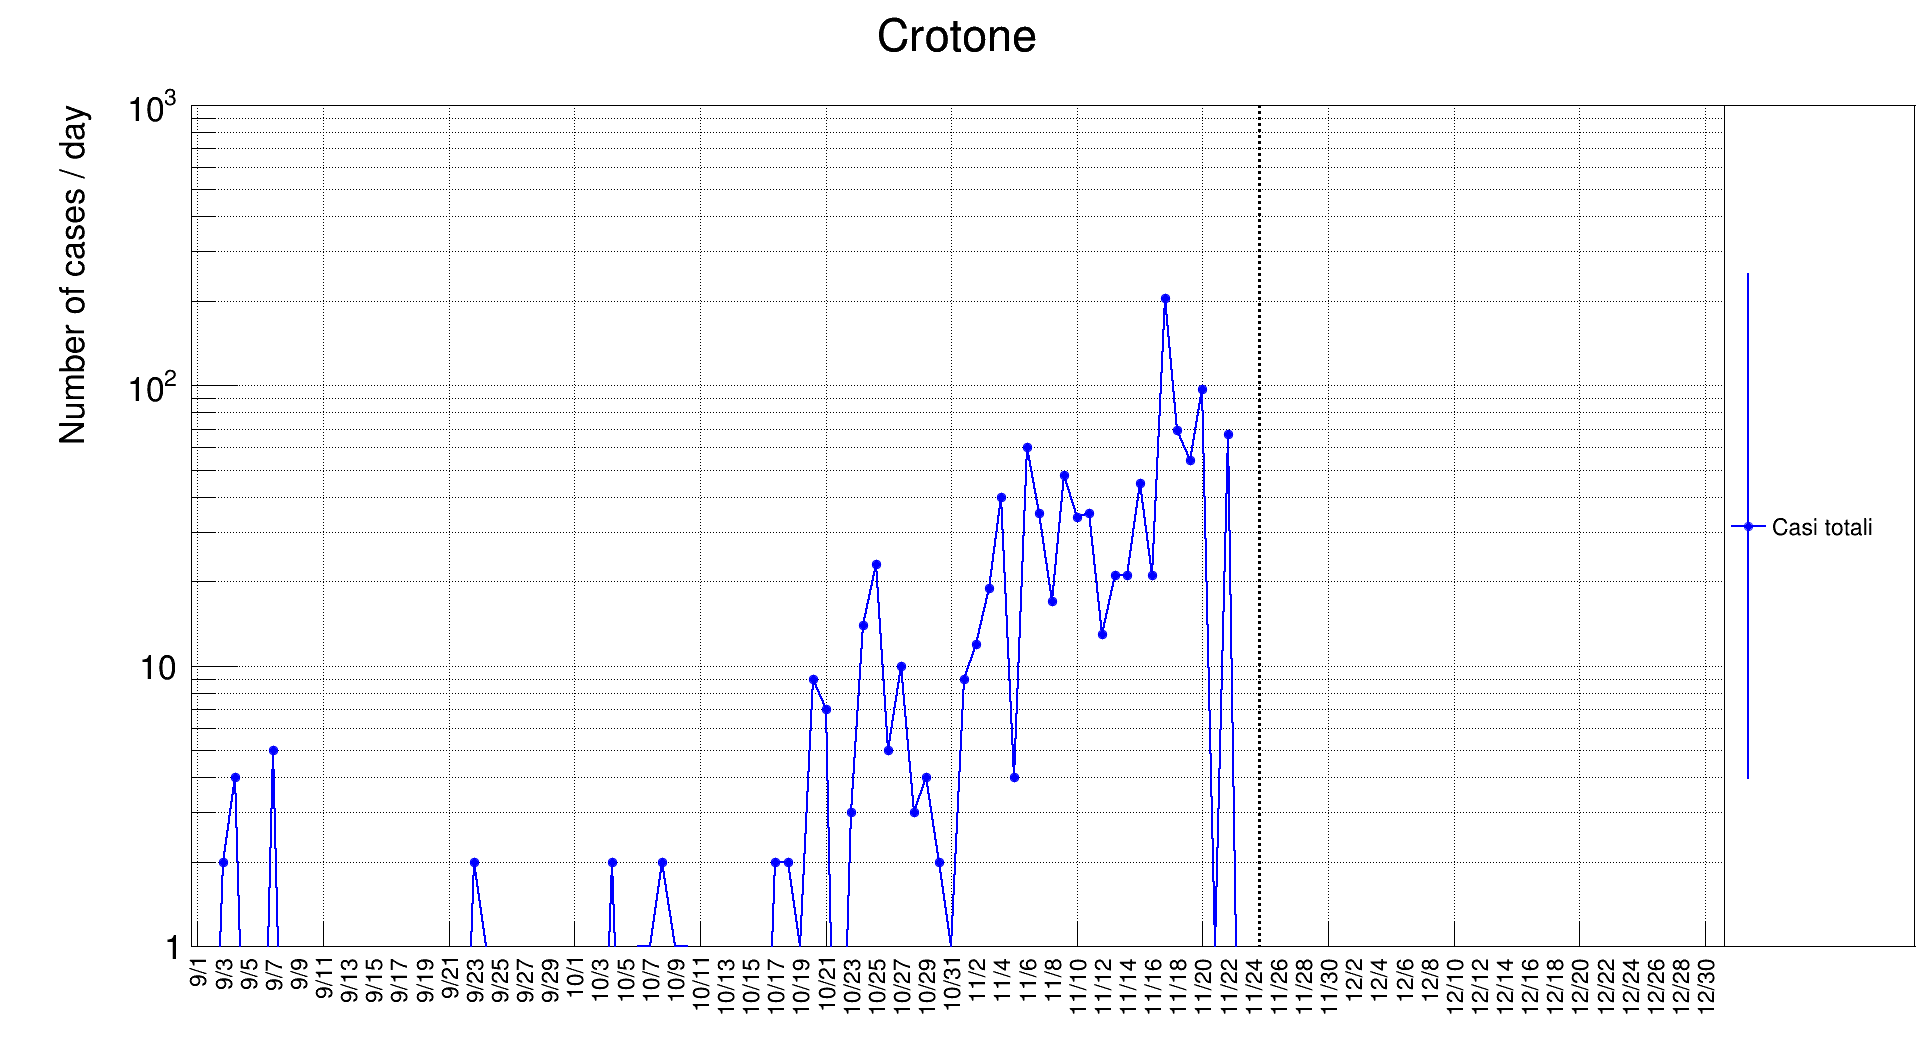 Crotone
Number of cases / day
10³
10²
10
1
9/1 9/3 9/5 9/7 9/9 9/11 9/13 9/15 9/17 9/19 9/21 9/23 9/25 9/27 9/29 10/1 10/3 10/5 10/7 10/9 10/11 10/13 10/15 10/17 10/19 10/21 10/23 10/25 10/27 10/29 10/31 11/2 11/4 11/6 11/8 11/10 11/12 11/14 11/16 11/18 11/20 11/22 11/24 11/26 11/28 11/30 12/2 12/4 12/6 12/8 12/10 12/12 12/14 12/16 12/18 12/20 12/22 12/24 12/26 12/28 12/30
Casi totali